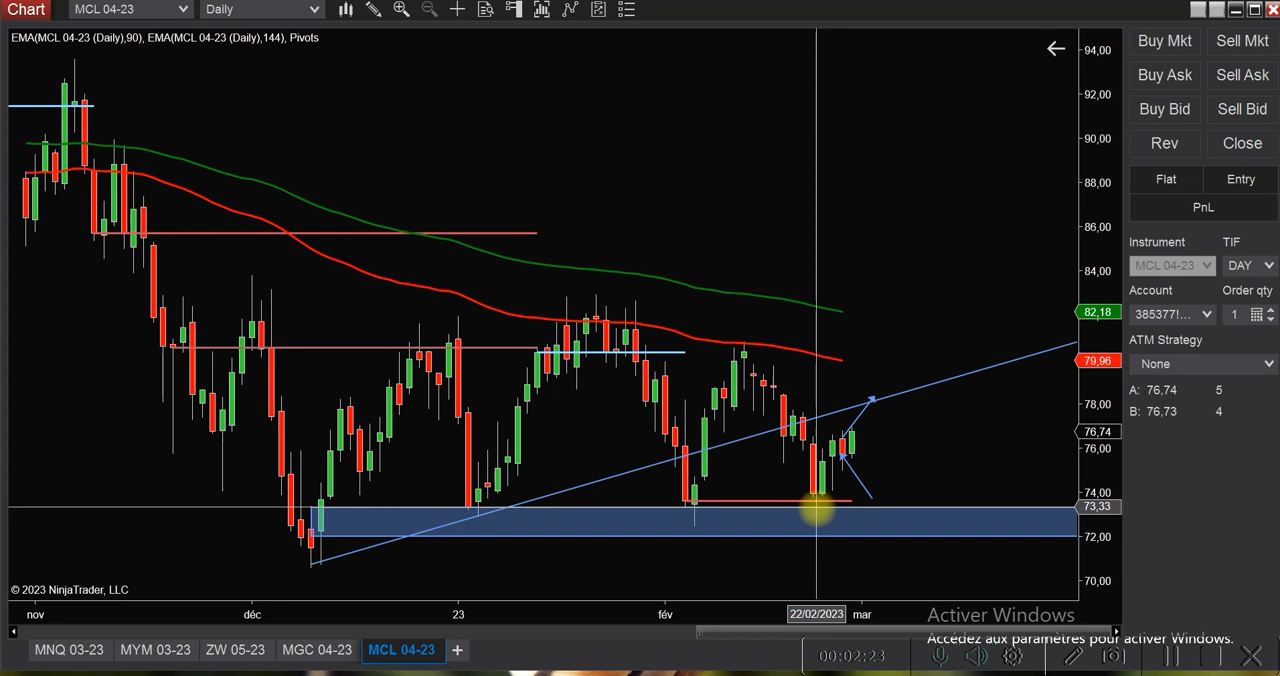 Chart MCL 04-23 Daily
EMA(MCL 04-23 (Daily),90), EMA(MCL 04-23 (Daily),144), Pivots
94,00
92,00
90,00
88,00
86,00
84,00
82,18
79,96
78,00
76,74
76,00
74,00
73,33
72,00
70,00
© 2023 NinjaTrader, LLC
nov déc 23 fév 22/02/2023 mar
Buy Mkt Sell Mkt
Buy Ask Sell Ask
Buy Bid Sell Bid
Rev Close
Flat Entry
PnL
Instrument TIF
MCL 04-23 DAY
Account Order qty
385377!... 1
ATM Strategy
None
A: 76,74 5
B: 76,73 4
Activer Windows
Accédez aux paramètres pour activer Windows.
MNQ 03-23 MYM 03-23 ZW 05-23 MGC 04-23 MCL 04-23 +
00:02:23